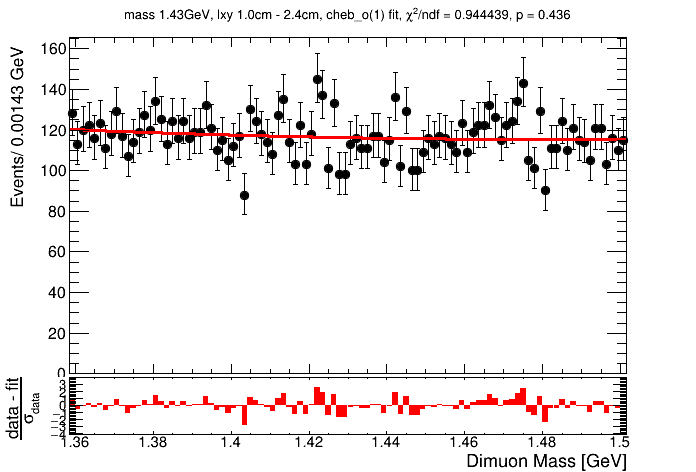 mass 1.43GeV, lxy 1.0cm - 2.4cm, cheb_o(1) fit, χ²/ndf = 0.944439, p = 0.436
Events/ 0.00143 GeV
160
140
120
100
80
60
40
20
0
data - fit
σdata
3
2
1
0
−1
−2
−3
−4
1.36 1.38 1.4 1.42 1.44 1.46 1.48 1.5
Dimuon Mass [GeV]